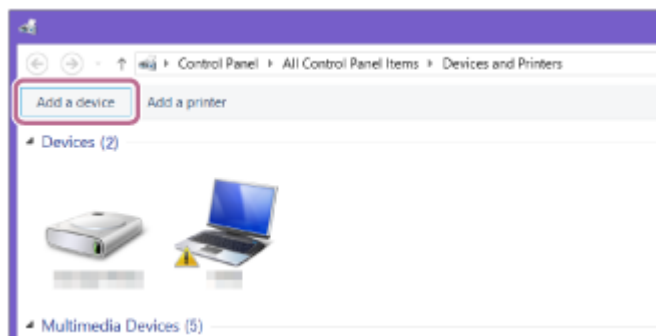 Control Panel All Control Panel Items Devices and Printers
Add a device Add a printer
Devices (2)
Multimedia Devices (5)